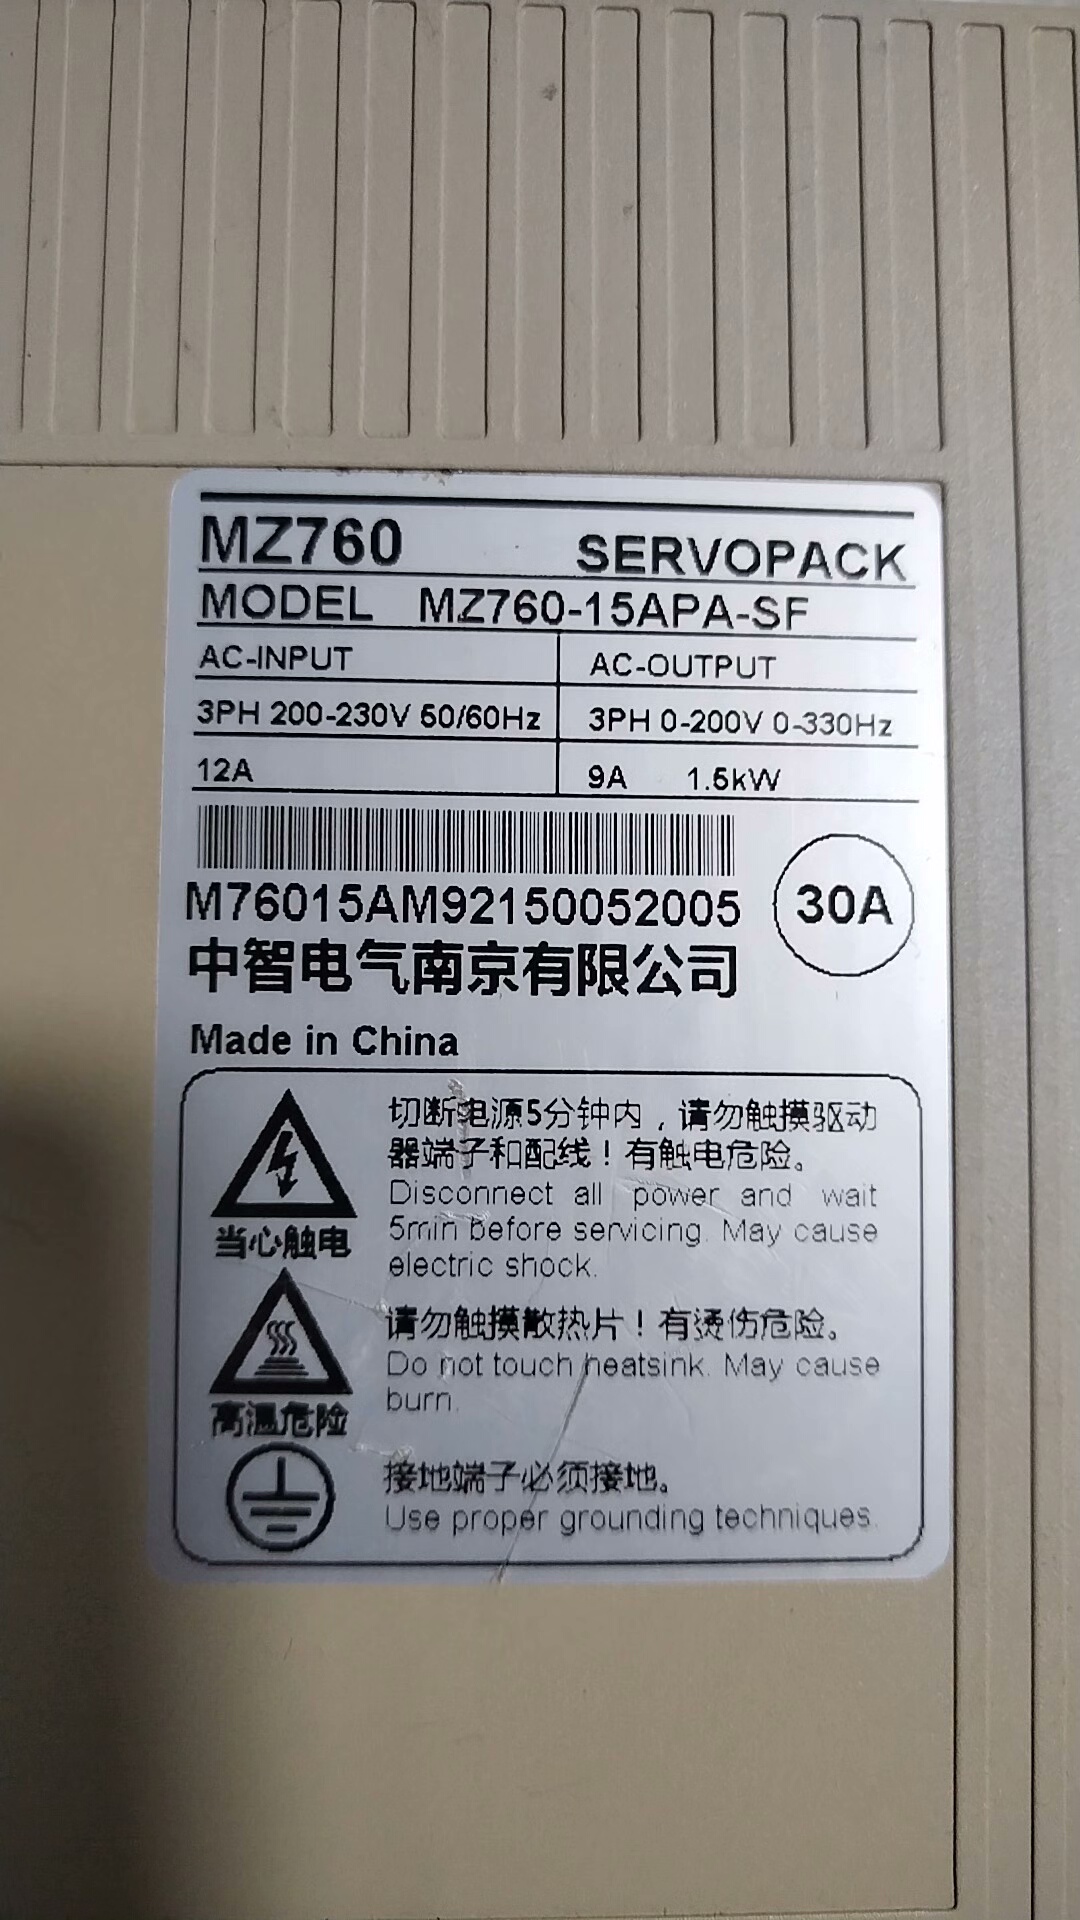 MZ760 SERVOPACK
MODEL MZ760-15APA-SF
AC-INPUT AC-OUTPUT
3PH 200-230V 50/60Hz 3PH 0-200V 0-330Hz
12A 9A 1.5kW
M76015AM92150052005 30A
中智电气南京有限公司
Made in China
切断电源5分钟内，请勿触摸驱动
器端子和配线！有触电危险。
Disconnect all power and wait
5min before servicing. May cause
electric shock.
当心触电
请勿触摸散热片！有烫伤危险。
Do not touch heatsink. May cause
burn.
高温危险
接地端子必须接地。
Use proper grounding techniques.